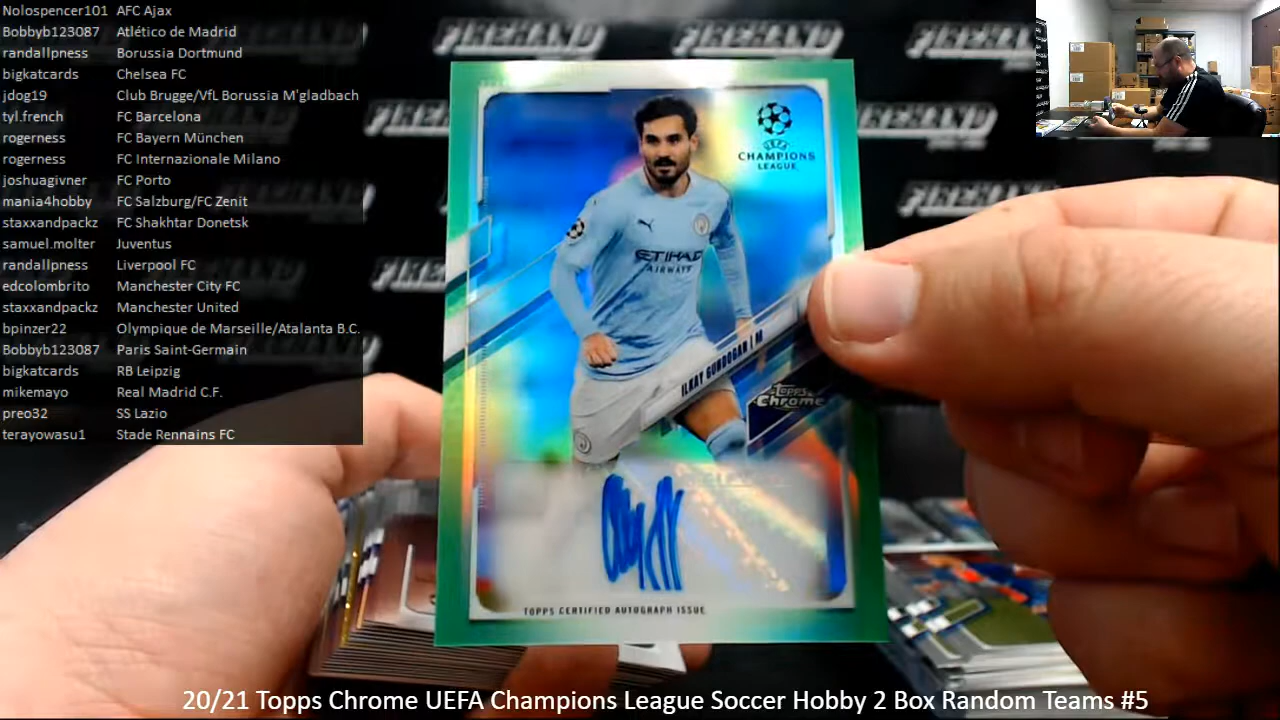 Nolospencer101 AFC Ajax
Bobbyb123087 Atlético de Madrid
randallpness Borussia Dortmund
bigkatcards Chelsea FC
jdog19 Club Brugge/VfL Borussia M'gladbach
tyl.french FC Barcelona
rogerness FC Bayern München
rogerness FC Internazionale Milano
joshuagivner FC Porto
mania4hobby FC Salzburg/FC Zenit
staxxandpackz FC Shakhtar Donetsk
samuel.molter Juventus
randallpness Liverpool FC
edcolombrito Manchester City FC
staxxandpackz Manchester United
bpinzer22 Olympique de Marseille/Atalanta B.C.
Bobbyb123087 Paris Saint-Germain
bigkatcards RB Leipzig
mikemayo Real Madrid C.F.
preo32 SS Lazio
terayowasu1 Stade Rennains FC
FIREHAND FIREHAND FIREHAND
UEFA
CHAMPIONS
LEAGUE
ETIHAD
AIRWAYS
ILKAY GUNDOGAN | M
Topps
Chrome
TOPPS CERTIFIED AUTOGRAPH ISSUE
20/21 Topps Chrome UEFA Champions League Soccer Hobby 2 Box Random Teams #5